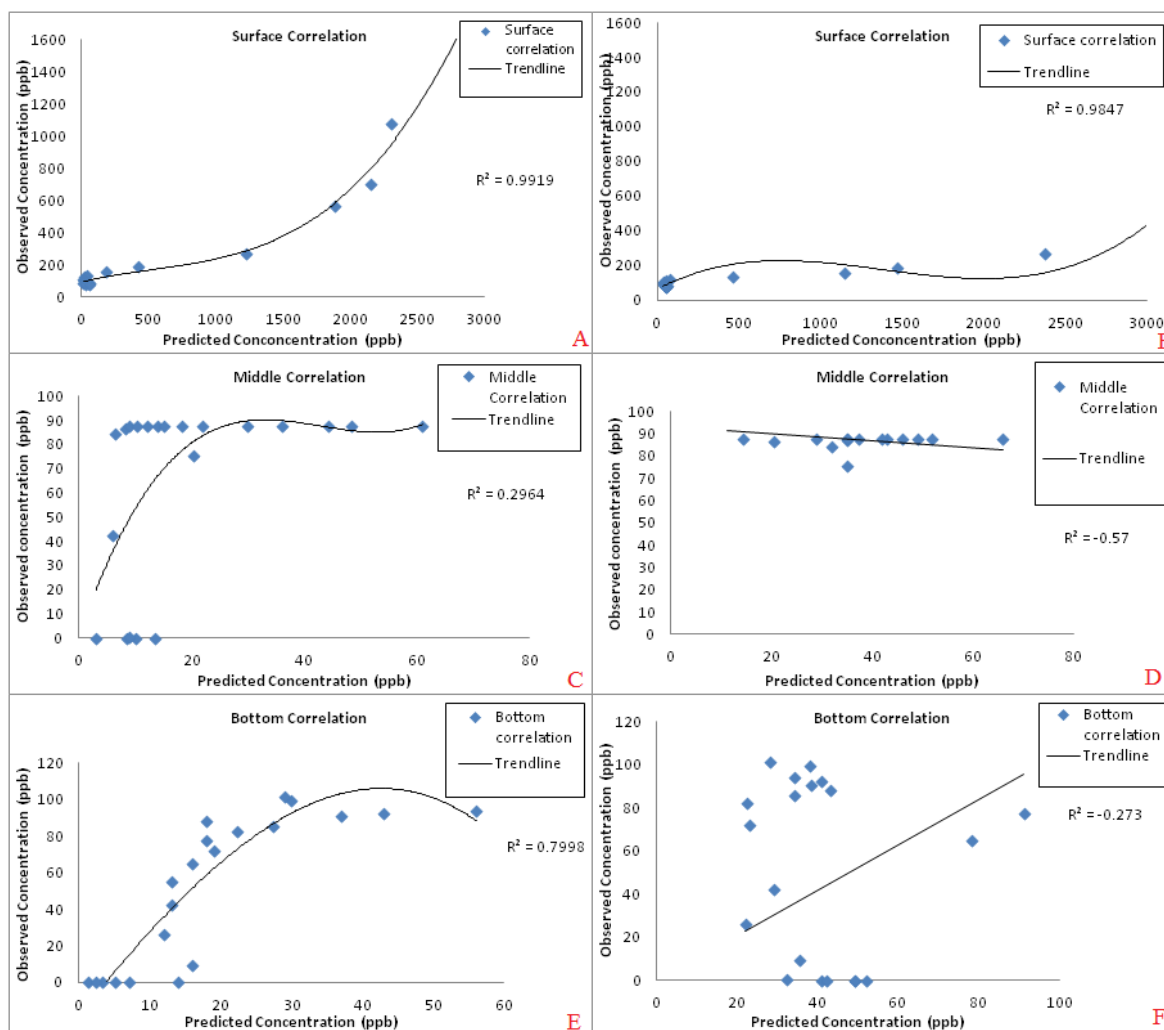 Surface Correlation
Surface
correlation
Trendline
R² = 0.9919
Observed Concentration (ppb)
1600
1400
1200
1000
800
600
400
200
0
0 500 1000 1500 2000 2500 3000
Predicted Conconcentration (ppb)
A
Surface Correlation
Surface correlation
Trendline
R² = 0.9847
Observed Concentration (ppb)
1600
1400
1200
1000
800
600
400
200
0
0 500 1000 1500 2000 2500 3000
Predicted Conconcentration (ppb)
Middle Correlation
Middle
Correlation
Trendline
R² = 0.2964
Observed concentration (ppb)
100
90
80
70
60
50
40
30
20
10
0
0 20 40 60 80
Predicted Concentration (ppb)
C
Middle Correlation
Middle
Correlation
Trendline
R² = -0.57
Observed concentration (ppb)
100
90
80
70
60
50
40
30
20
10
0
0 20 40 60 80
Predicted Concentration (ppb)
D
Bottom Correlation
Bottom
correlation
Trendline
R² = 0.7998
Observed Concentration (ppb)
120
100
80
60
40
20
0
0 10 20 30 40 50 60
Predicted Concentration (ppb)
E
Bottom Correlation
Bottom
correlation
Trendline
R² = -0.273
Observed Concentration (ppb)
120
100
80
60
40
20
0
0 20 40 60 80 100
Predicted Concentration (ppb)
F